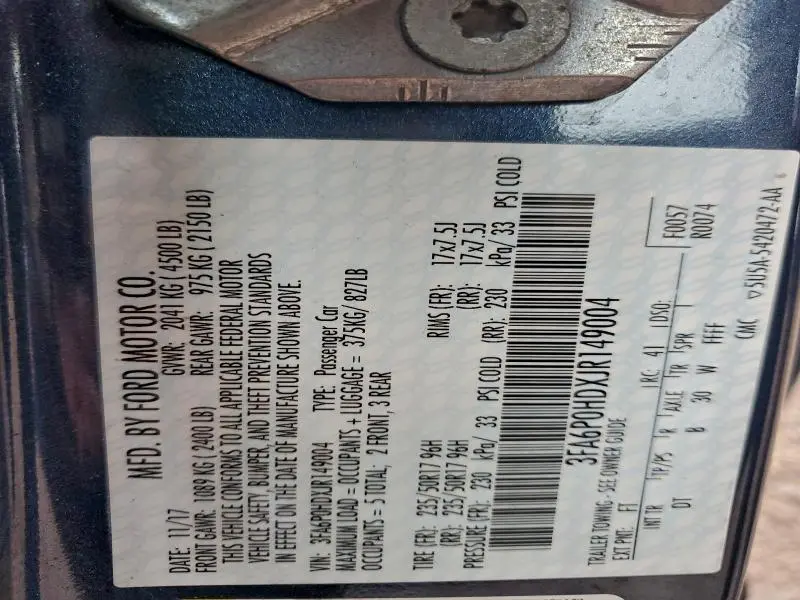 MFD. BY FORD MOTOR CO.
DATE: 11/17 GVWR: 2041 KG ( 4500 LB)
FRONT GAWR: 1089 KG ( 2400 LB) REAR GAWR: 975 KG ( 2150 LB)
THIS VEHICLE CONFORMS TO ALL APPLICABLE FEDERAL MOTOR
VEHICLE SAFETY, BUMPER, AND THEFT PREVENTION STANDARDS
IN EFFECT ON THE DATE OF MANUFACTURE SHOWN ABOVE.
VIN: 3FA6P0HDXJR149004 TYPE: Passenger Car
MAXIMUM LOAD = OCCUPANTS + LUGGAGE = 375KG/ 827LB
OCCUPANTS = 5 TOTAL; 2 FRONT, 3 REAR
TIRE (FR): 235/50R17 96H RIMS (FR): 17x7.5J
(RR): 235/50R17 96H (RR): 17x7.5J
PRESSURE (FR): 230 kPa/ 33 PSI COLD (RR): 230 kPa/ 33 PSI COLD
3FA6P0HDXJR149004
TRAILER TOWING - SEE OWNER GUIDE F0057
EXT PNT: FT RC: 41 DSO: R0074
INTR TP/PS R AXLE TR SPR
DT B 30 W FFFF
CMC ▽5U5A-5420472-AA